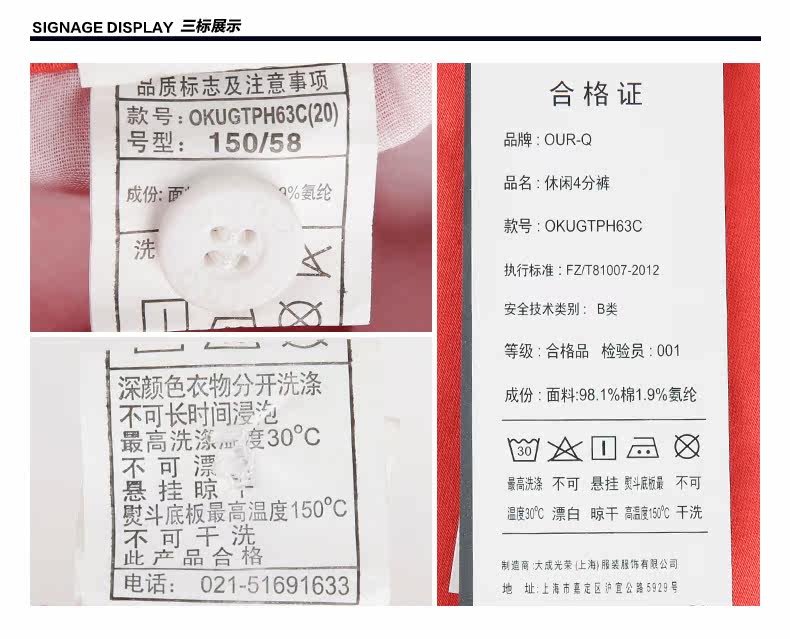 SIGNAGE DISPLAY 三标展示
品质标志及注意事项
款号:OKUGTPH63C(20)
号型: 150/58
成份: 面 9%氨纶
洗
深颜色衣物分开洗涤
不可长时间浸泡
最高洗涤温度30°C
不可漂
悬挂晾干
熨斗底板最高温度150°C
不可干洗
此产品合格
电话: 021-51691633
合格证
品牌:OUR-Q
品名:休闲4分裤
款号:OKUGTPH63C
执行标准:FZ/T81007-2012
安全技术类别: B类
等级:合格品 检验员:001
成份:面料:98.1%棉1.9%氨纶
30
最高洗涤 不可 悬挂 熨斗底板最 不可
温度30°C 漂白 晾干 高温度150°C 干洗
制造商:大成光荣(上海)服装服饰有限公司
地 址:上海市嘉定区沪宜公路5929号